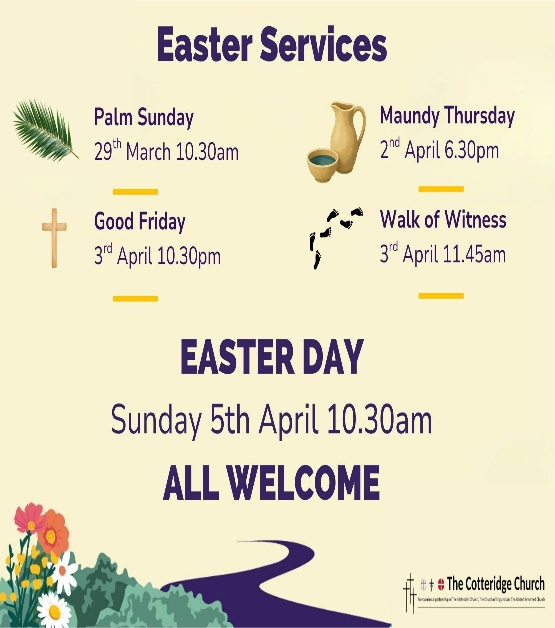 Easter Services
Palm Sunday
29th March 10.30am
Maundy Thursday
2nd April 6.30pm
Good Friday
3rd April 10.30pm
Walk of Witness
3rd April 11.45am
EASTER DAY
Sunday 5th April 10.30am
ALL WELCOME
The Cotteridge Church